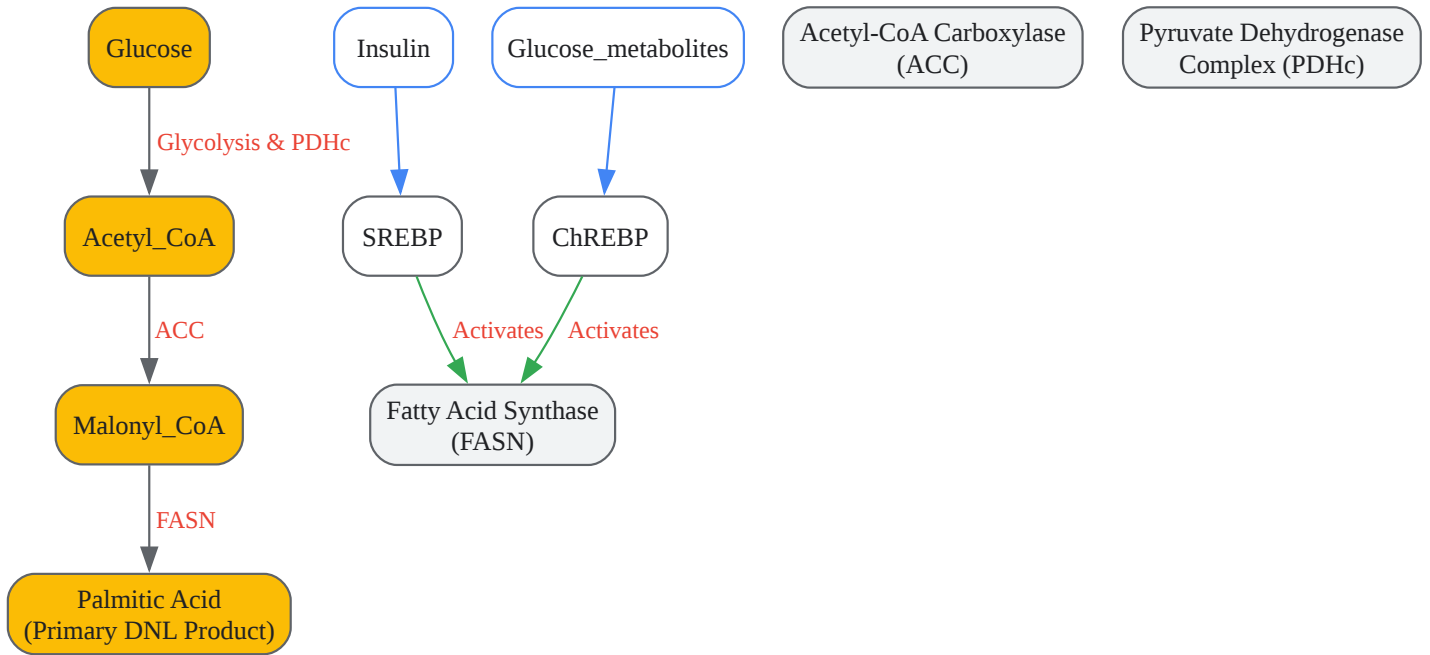 Glucose
Insulin
Glucose_metabolites
Acetyl-CoA Carboxylase
(ACC)
Pyruvate Dehydrogenase
Complex (PDHc)
Glycolysis & PDHc
Acetyl_CoA
SREBP
ChREBP
ACC
Activates
Activates
Malonyl_CoA
Fatty Acid Synthase
(FASN)
FASN
Palmitic Acid
(Primary DNL Product)